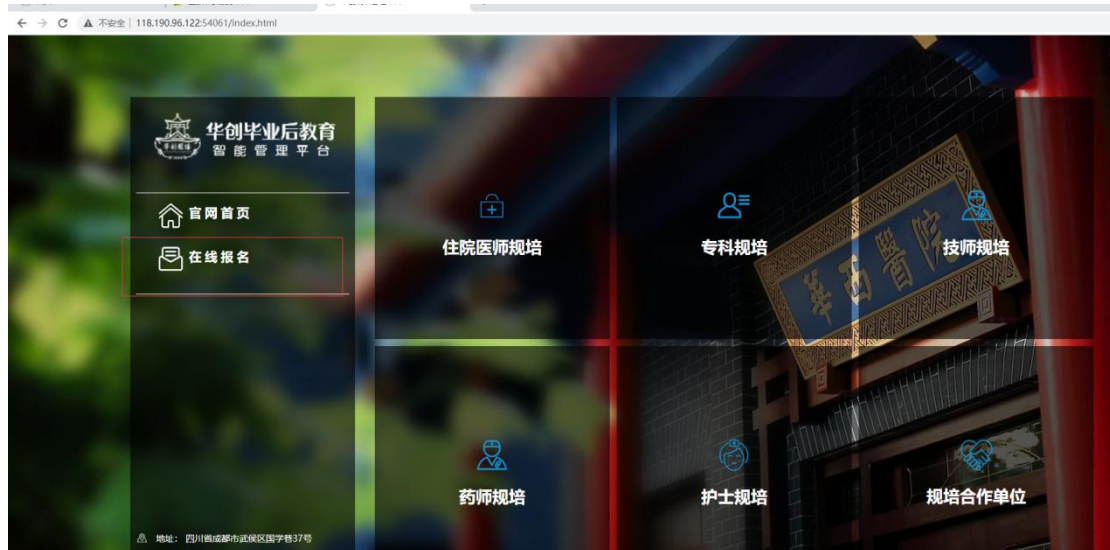 不安全 | 118.190.96.122:54061/index.html
华创毕业后教育
智能管理平台
官网首页
在线报名
住院医师规培
专科规培
技师规培
華西醫院
药师规培
护士规培
规培合作单位
地址: 四川省成都市武侯区国学巷37号